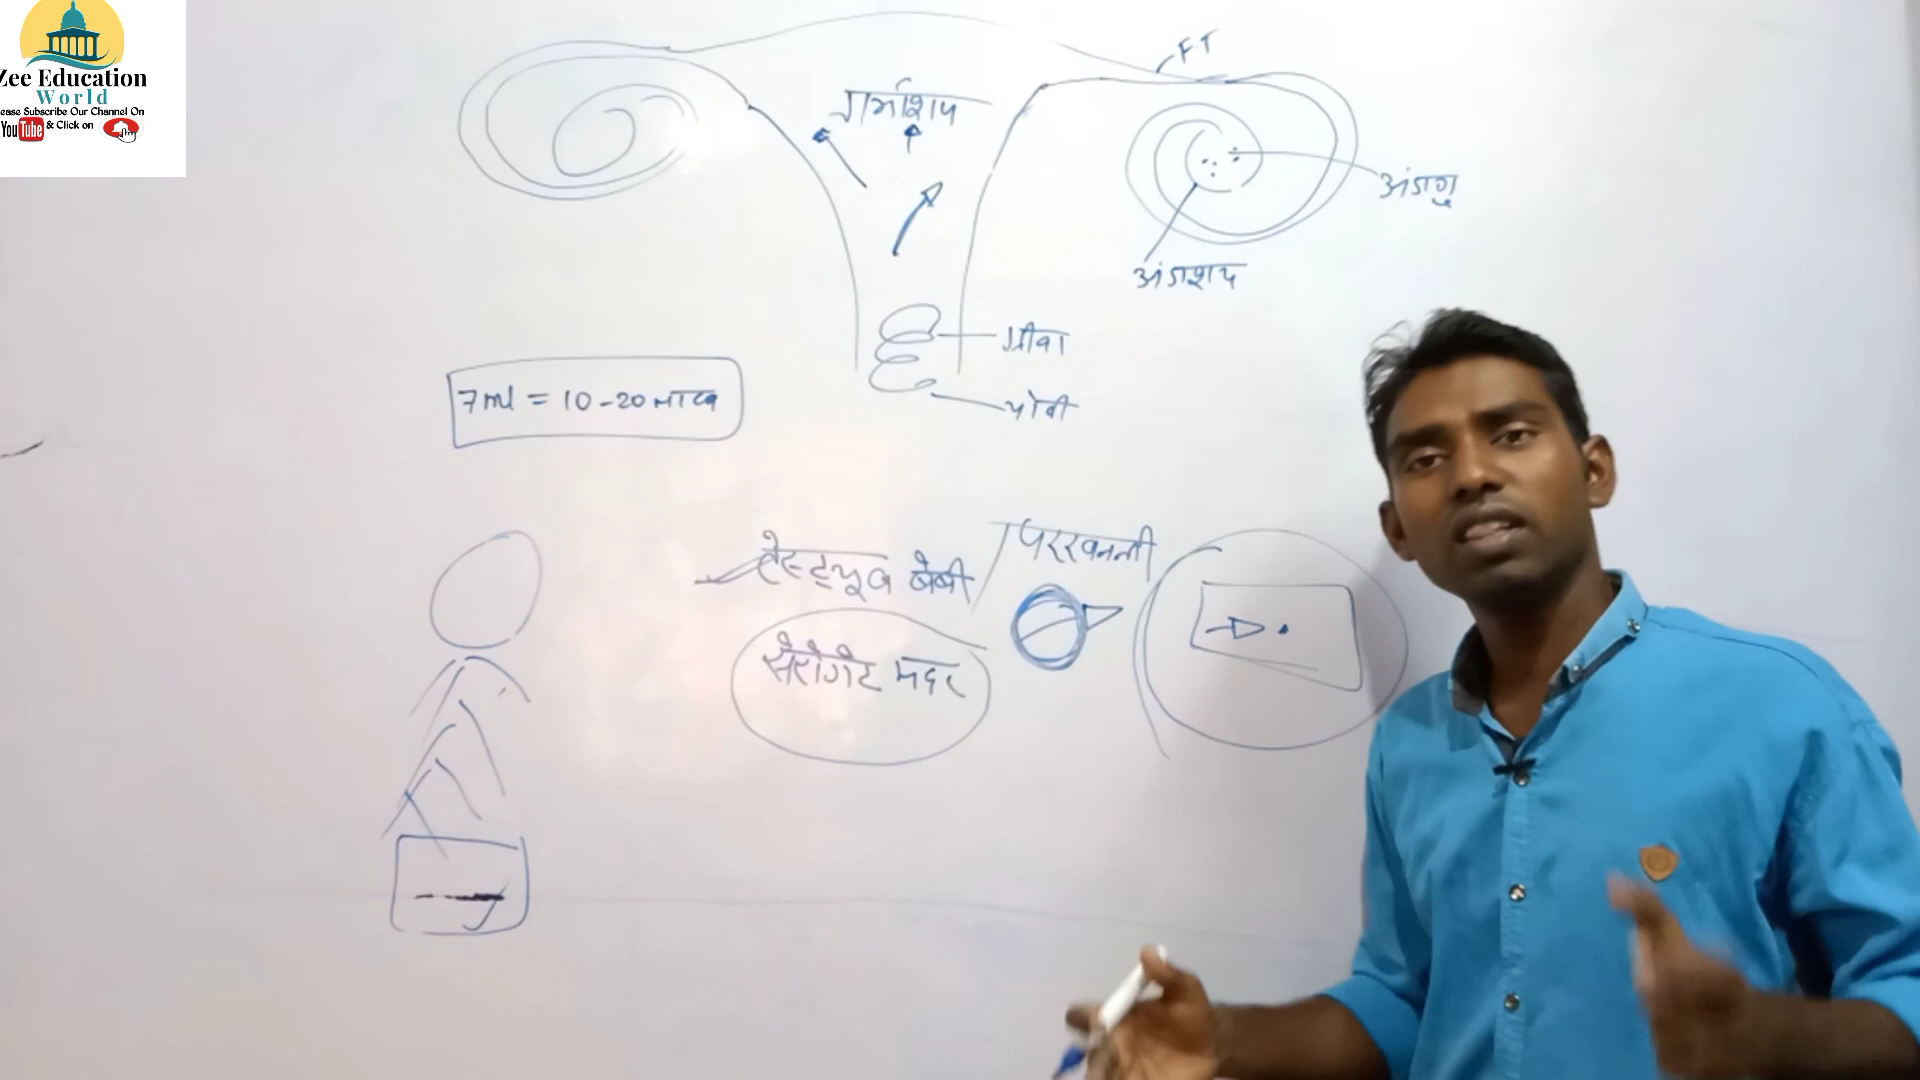 Zee Education
World
ease Subscribe Our Channel On
YouTube & Click on
FT
गर्भाशय
अंडाणु
अंडाशय
ग्रीवा
योनी
7ml = 10-20 लाख
टेस्ट्यूब बेबी / परखनली
सेरोगेट मदर